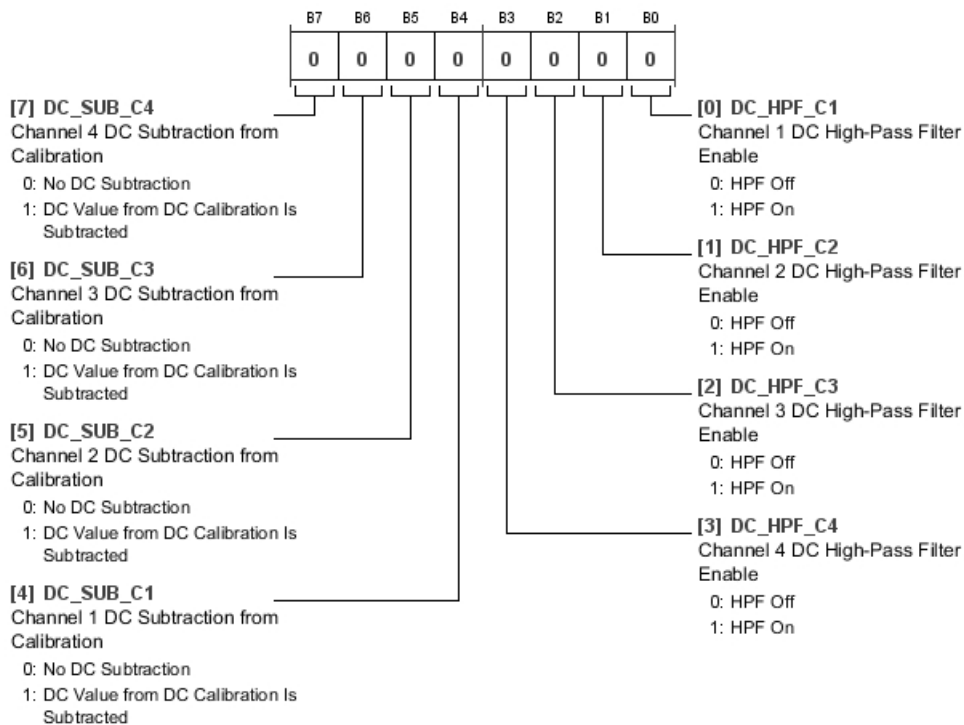 B7 B6 B5 B4 B3 B2 B1 B0
0 0 0 0 0 0 0 0
[7] DC_SUB_C4
Channel 4 DC Subtraction from
Calibration
0: No DC Subtraction
1: DC Value from DC Calibration Is
Subtracted
[6] DC_SUB_C3
Channel 3 DC Subtraction from
Calibration
0: No DC Subtraction
1: DC Value from DC Calibration Is
Subtracted
[5] DC_SUB_C2
Channel 2 DC Subtraction from
Calibration
0: No DC Subtraction
1: DC Value from DC Calibration Is
Subtracted
[4] DC_SUB_C1
Channel 1 DC Subtraction from
Calibration
0: No DC Subtraction
1: DC Value from DC Calibration Is
Subtracted
[0] DC_HPF_C1
Channel 1 DC High-Pass Filter
Enable
0: HPF Off
1: HPF On
[1] DC_HPF_C2
Channel 2 DC High-Pass Filter
Enable
0: HPF Off
1: HPF On
[2] DC_HPF_C3
Channel 3 DC High-Pass Filter
Enable
0: HPF Off
1: HPF On
[3] DC_HPF_C4
Channel 4 DC High-Pass Filter
Enable
0: HPF Off
1: HPF On